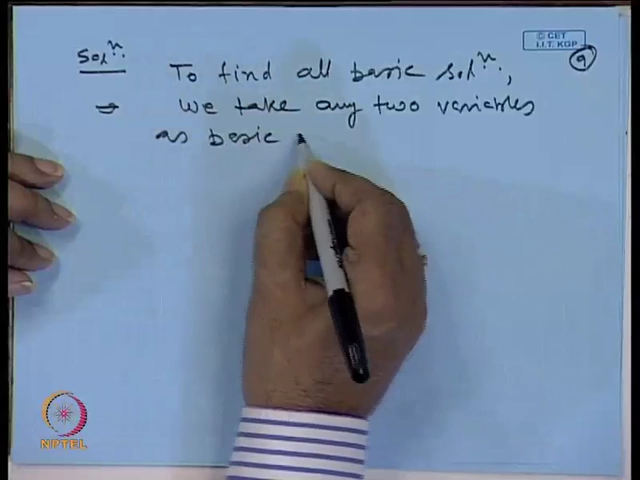 © CET
I.I.T. KGP
9
Solⁿ. To find all basic solⁿ.,
⇒ we take any two variables
as basic
NPTEL